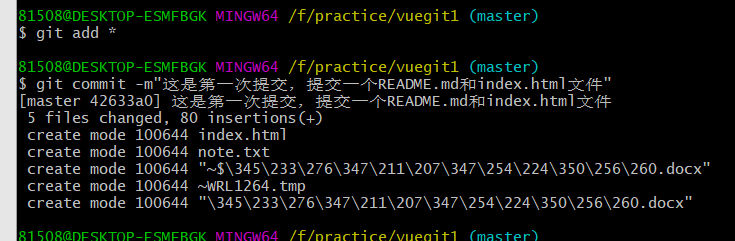 81508@DESKTOP-ESMFBGK MINGW64 /f/practice/vuegit1 (master)
$ git add *
81508@DESKTOP-ESMFBGK MINGW64 /f/practice/vuegit1 (master)
$ git commit -m"这是第一次提交，提交一个README.md和index.html文件"
[master 42633a0] 这是第一次提交，提交一个README.md和index.html文件
5 files changed, 80 insertions(+)
create mode 100644 index.html
create mode 100644 note.txt
create mode 100644 "~$\345\233\276\347\211\207\347\254\224\350\256\260.docx"
create mode 100644 ~WRL1264.tmp
create mode 100644 "\345\233\276\347\211\207\347\254\224\350\256\260.docx"
81508@DESKTOP-ESMFBGK MINGW64 /f/practice/vuegit1 (master)